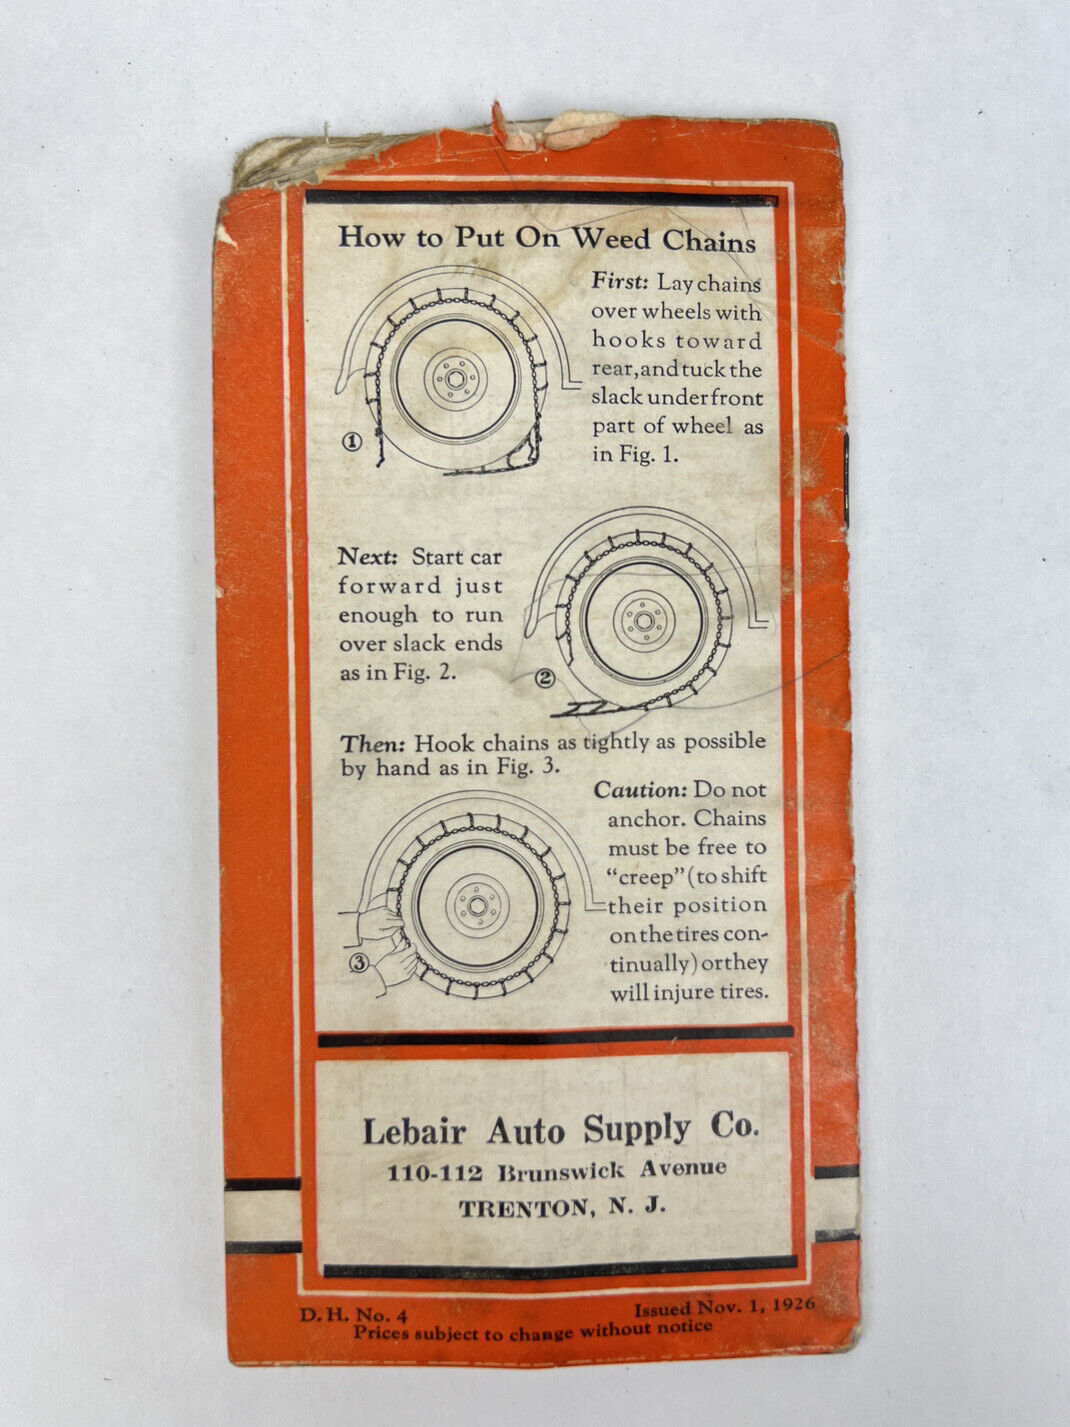 How to Put On Weed Chains
First: Lay chains
over wheels with
hooks toward
rear, and tuck the
slack under front
part of wheel as
in Fig. 1.
1
Next: Start car
forward just
enough to run
over slack ends
as in Fig. 2.
2
Then: Hook chains as tightly as possible
by hand as in Fig. 3.
Caution: Do not
anchor. Chains
must be free to
"creep" (to shift
their position
on the tires con-
tinually) or they
will injure tires.
3
Lebair Auto Supply Co.
110-112 Brunswick Avenue
TRENTON, N. J.
D. H. No. 4
Issued Nov. 1, 1926
Prices subject to change without notice